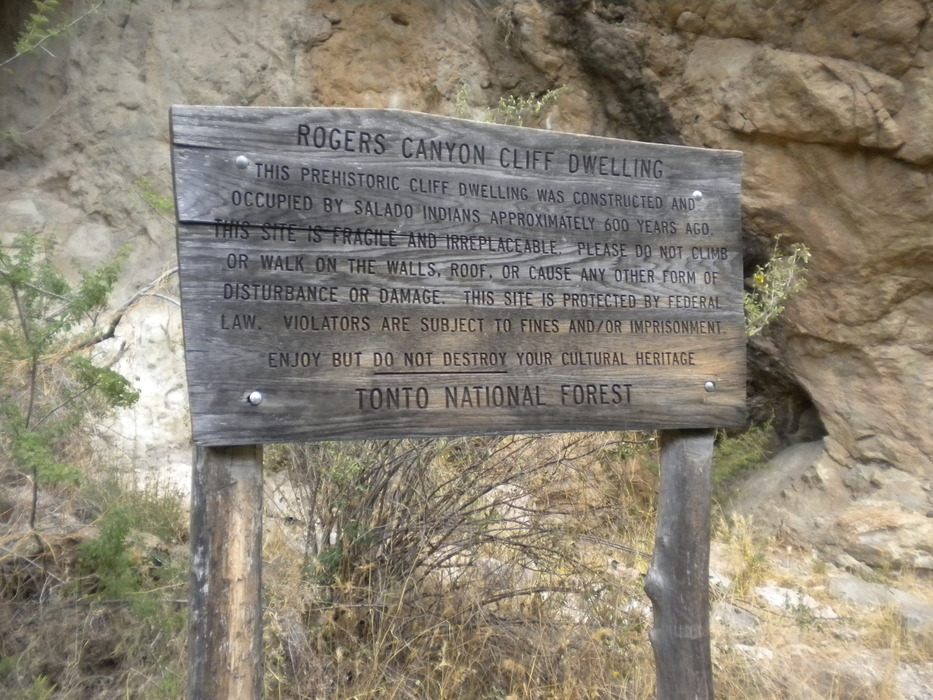 ROGERS CANYON CLIFF DWELLING
THIS PREHISTORIC CLIFF DWELLING WAS CONSTRUCTED AND
OCCUPIED BY SALADO INDIANS APPROXIMATELY 600 YEARS AGO.
THIS SITE IS FRAGILE AND IRREPLACEABLE. PLEASE DO NOT CLIMB
OR WALK ON THE WALLS, ROOF, OR CAUSE ANY OTHER FORM OF
DISTURBANCE OR DAMAGE. THIS SITE IS PROTECTED BY FEDERAL
LAW. VIOLATORS ARE SUBJECT TO FINES AND/OR IMPRISONMENT.
ENJOY BUT DO NOT DESTROY YOUR CULTURAL HERITAGE
TONTO NATIONAL FOREST